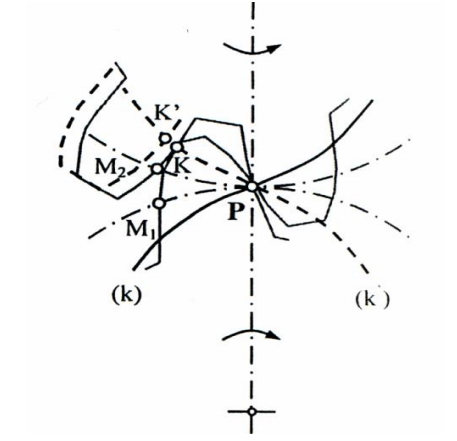 K'
M₂ K
P
M₁
(k) (k')